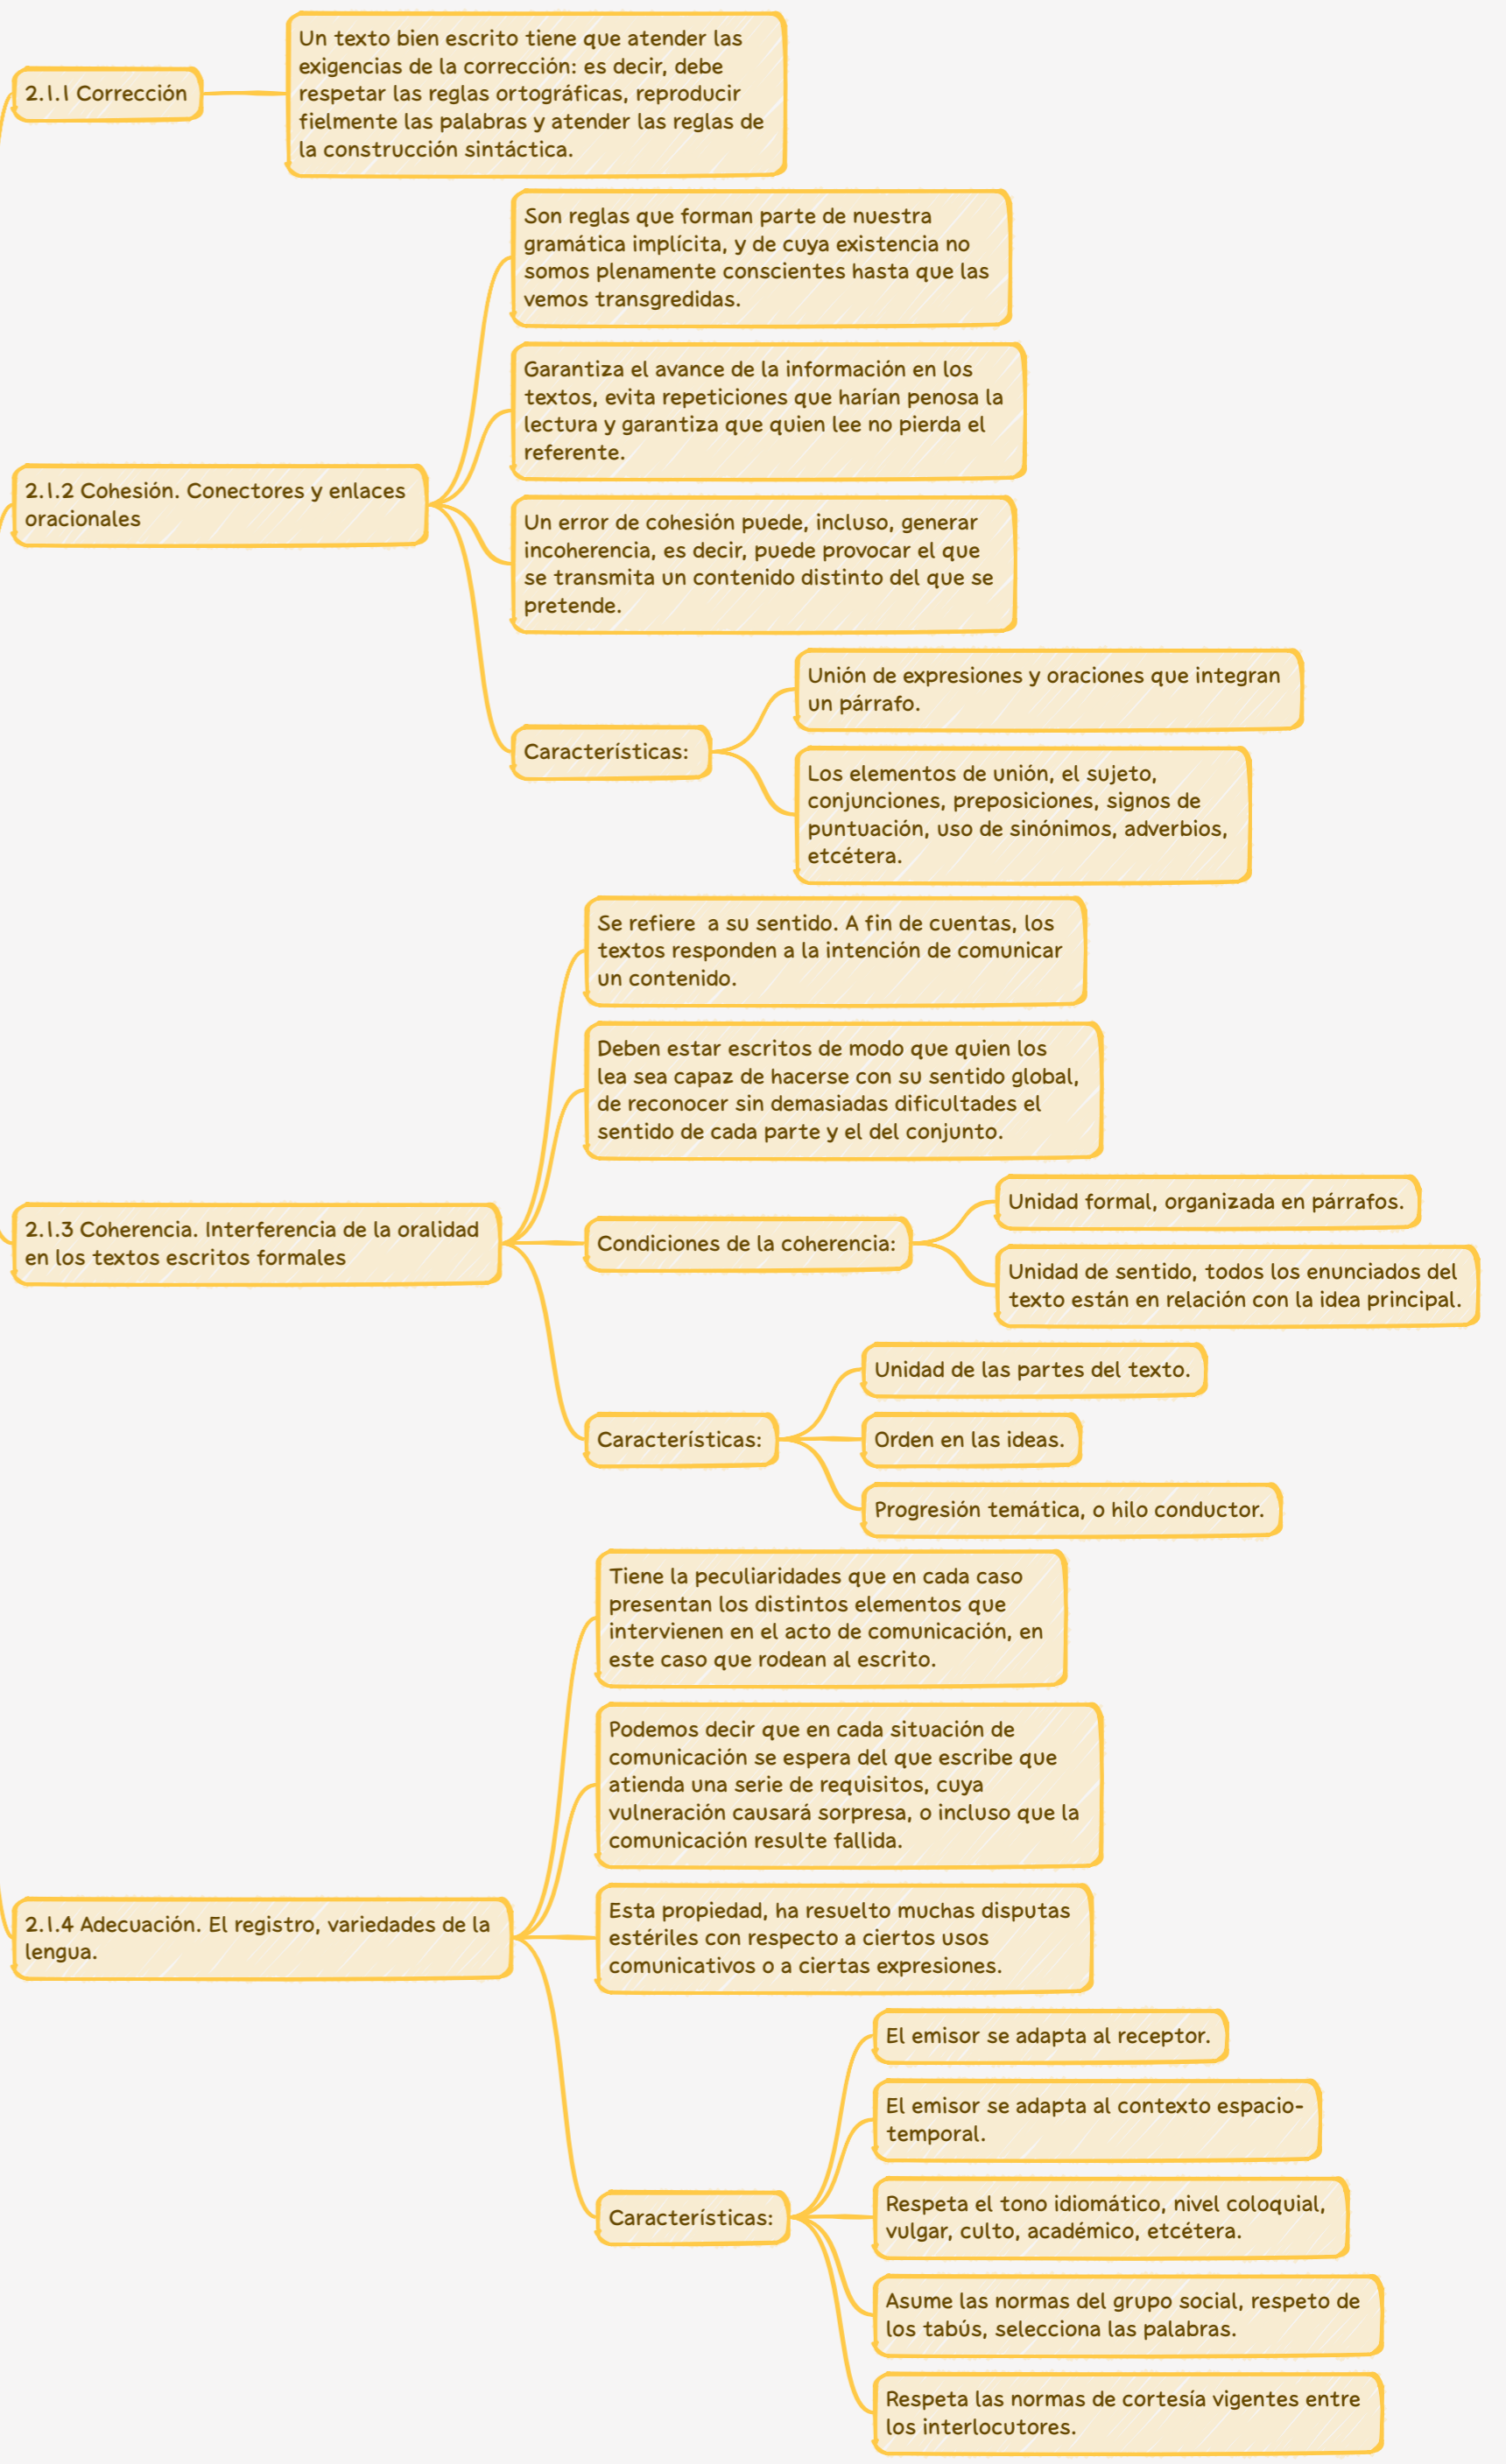 2.1.1 Corrección
Un texto bien escrito tiene que atender las
exigencias de la corrección: es decir, debe
respetar las reglas ortográficas, reproducir
fielmente las palabras y atender las reglas de
la construcción sintáctica.
2.1.2 Cohesión. Conectores y enlaces
oracionales
Son reglas que forman parte de nuestra
gramática implícita, y de cuya existencia no
somos plenamente conscientes hasta que las
vemos transgredidas.
Garantiza el avance de la información en los
textos, evita repeticiones que harían penosa la
lectura y garantiza que quien lee no pierda el
referente.
Un error de cohesión puede, incluso, generar
incoherencia, es decir, puede provocar el que
se transmita un contenido distinto del que se
pretende.
Características:
Unión de expresiones y oraciones que integran
un párrafo.
Los elementos de unión, el sujeto,
conjunciones, preposiciones, signos de
puntuación, uso de sinónimos, adverbios,
etcétera.
2.1.3 Coherencia. Interferencia de la oralidad
en los textos escritos formales
Se refiere  a su sentido. A fin de cuentas, los
textos responden a la intención de comunicar
un contenido.
Deben estar escritos de modo que quien los
lea sea capaz de hacerse con su sentido global,
de reconocer sin demasiadas dificultades el
sentido de cada parte y el del conjunto.
Condiciones de la coherencia:
Unidad formal, organizada en párrafos.
Unidad de sentido, todos los enunciados del
texto están en relación con la idea principal.
Características:
Unidad de las partes del texto.
Orden en las ideas.
Progresión temática, o hilo conductor.
2.1.4 Adecuación. El registro, variedades de la
lengua.
Tiene la peculiaridades que en cada caso
presentan los distintos elementos que
intervienen en el acto de comunicación, en
este caso que rodean al escrito.
Podemos decir que en cada situación de
comunicación se espera del que escribe que
atienda una serie de requisitos, cuya
vulneración causará sorpresa, o incluso que la
comunicación resulte fallida.
Esta propiedad, ha resuelto muchas disputas
estériles con respecto a ciertos usos
comunicativos o a ciertas expresiones.
Características:
El emisor se adapta al receptor.
El emisor se adapta al contexto espacio-
temporal.
Respeta el tono idiomático, nivel coloquial,
vulgar, culto, académico, etcétera.
Asume las normas del grupo social, respeto de
los tabús, selecciona las palabras.
Respeta las normas de cortesía vigentes entre
los interlocutores.